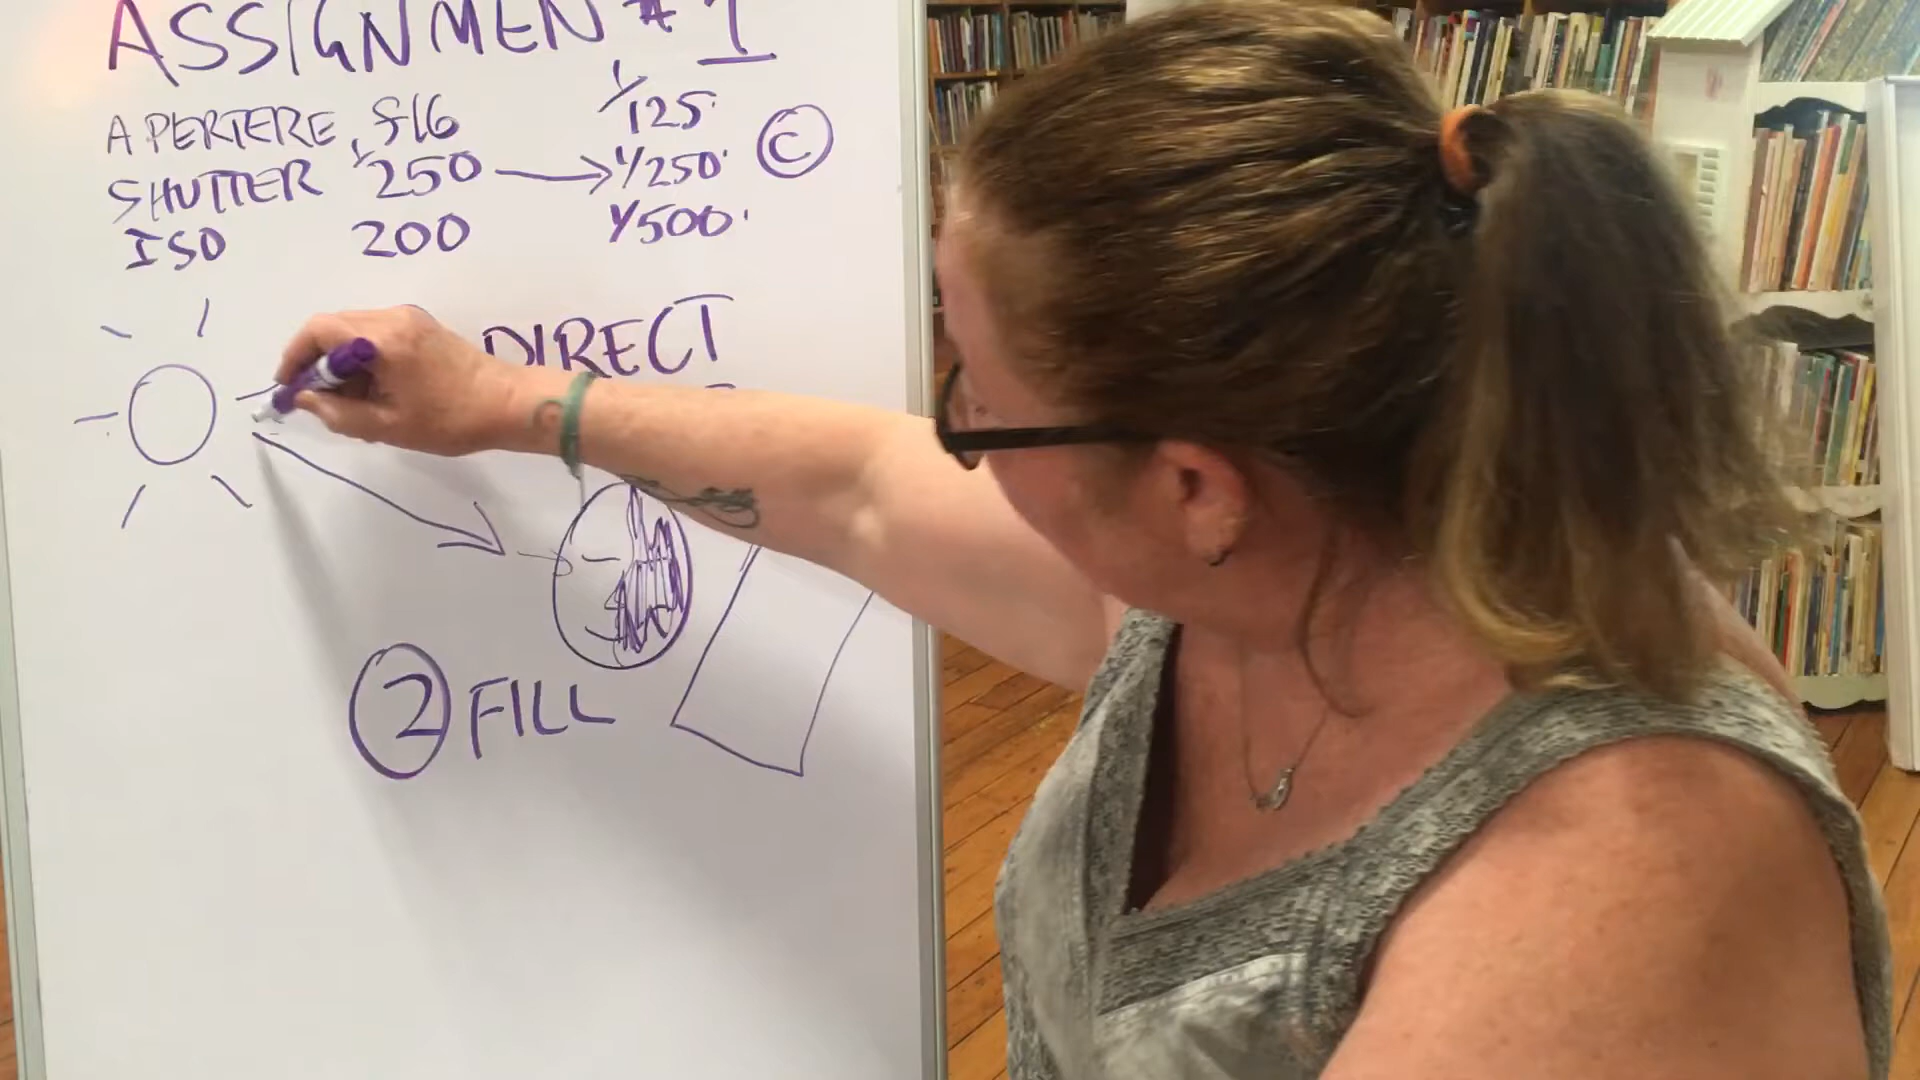 ASSIGNMEN # 1
APERTERE f16 1/125
SHUTTER 1/250 → 1/250 ©
ISO 200 1/500
DIRECT
② FILL